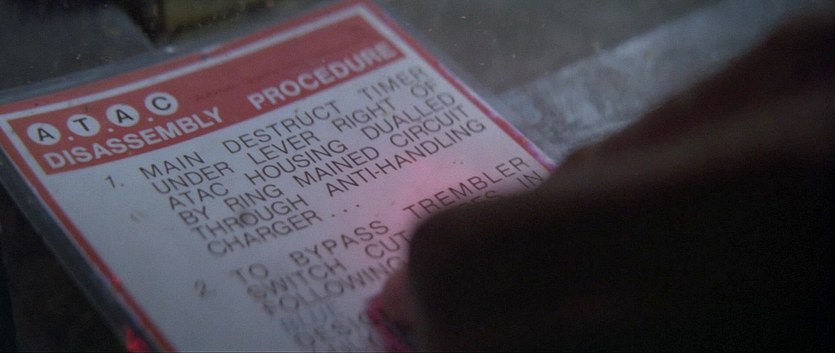 A.T.A.C
DISASSEMBLY PROCEDURE
1. MAIN DESTRUCT TIMER
UNDER LEVER RIGHT OF
ATAC HOUSING DUALLED
BY RING MAINED CIRCUIT
THROUGH ANTI-HANDLING
CHARGER...
2. TO BYPASS TREMBLER
SWITCH CUT IN
FOLLOWING